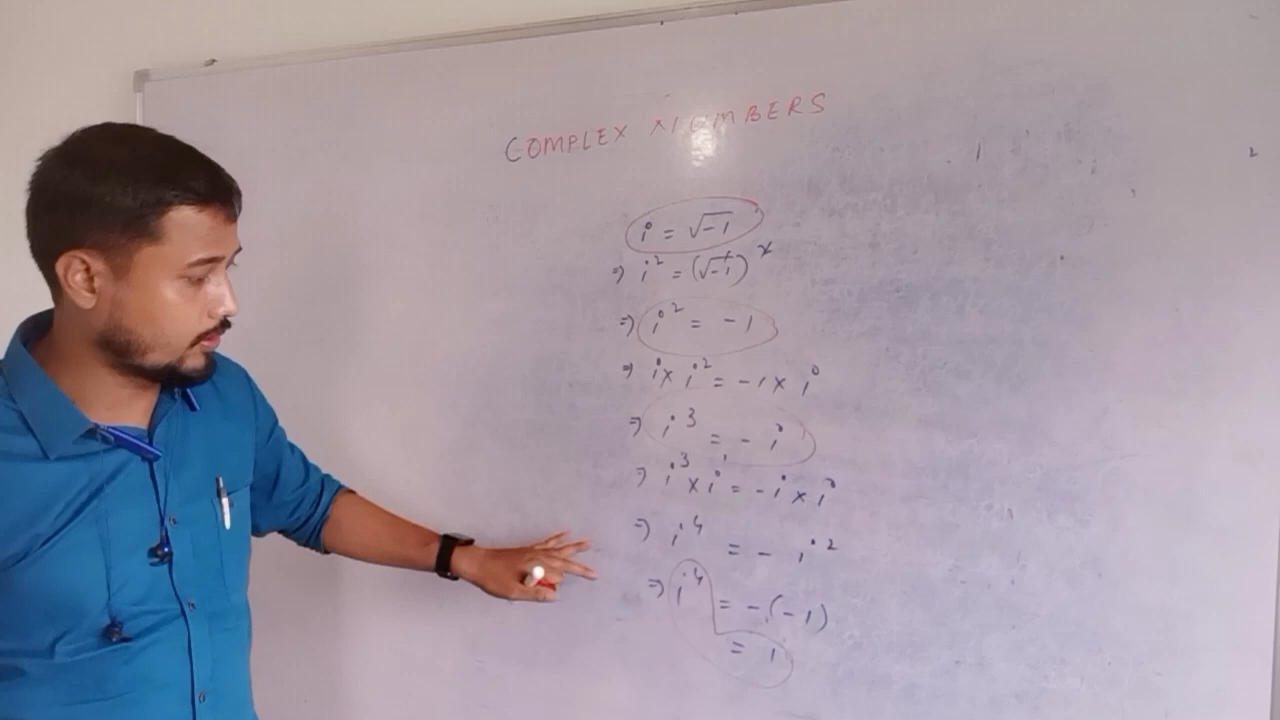 COMPLEX NUMBERS
i = √-1
⇒ i² = (√-1)²
⇒ i² = -1
⇒ i × i² = -1 × i
⇒ i³ = -i
⇒ i³ × i = -i × i
⇒ i⁴ = - i²
⇒ i⁴ = -(-1)
= 1